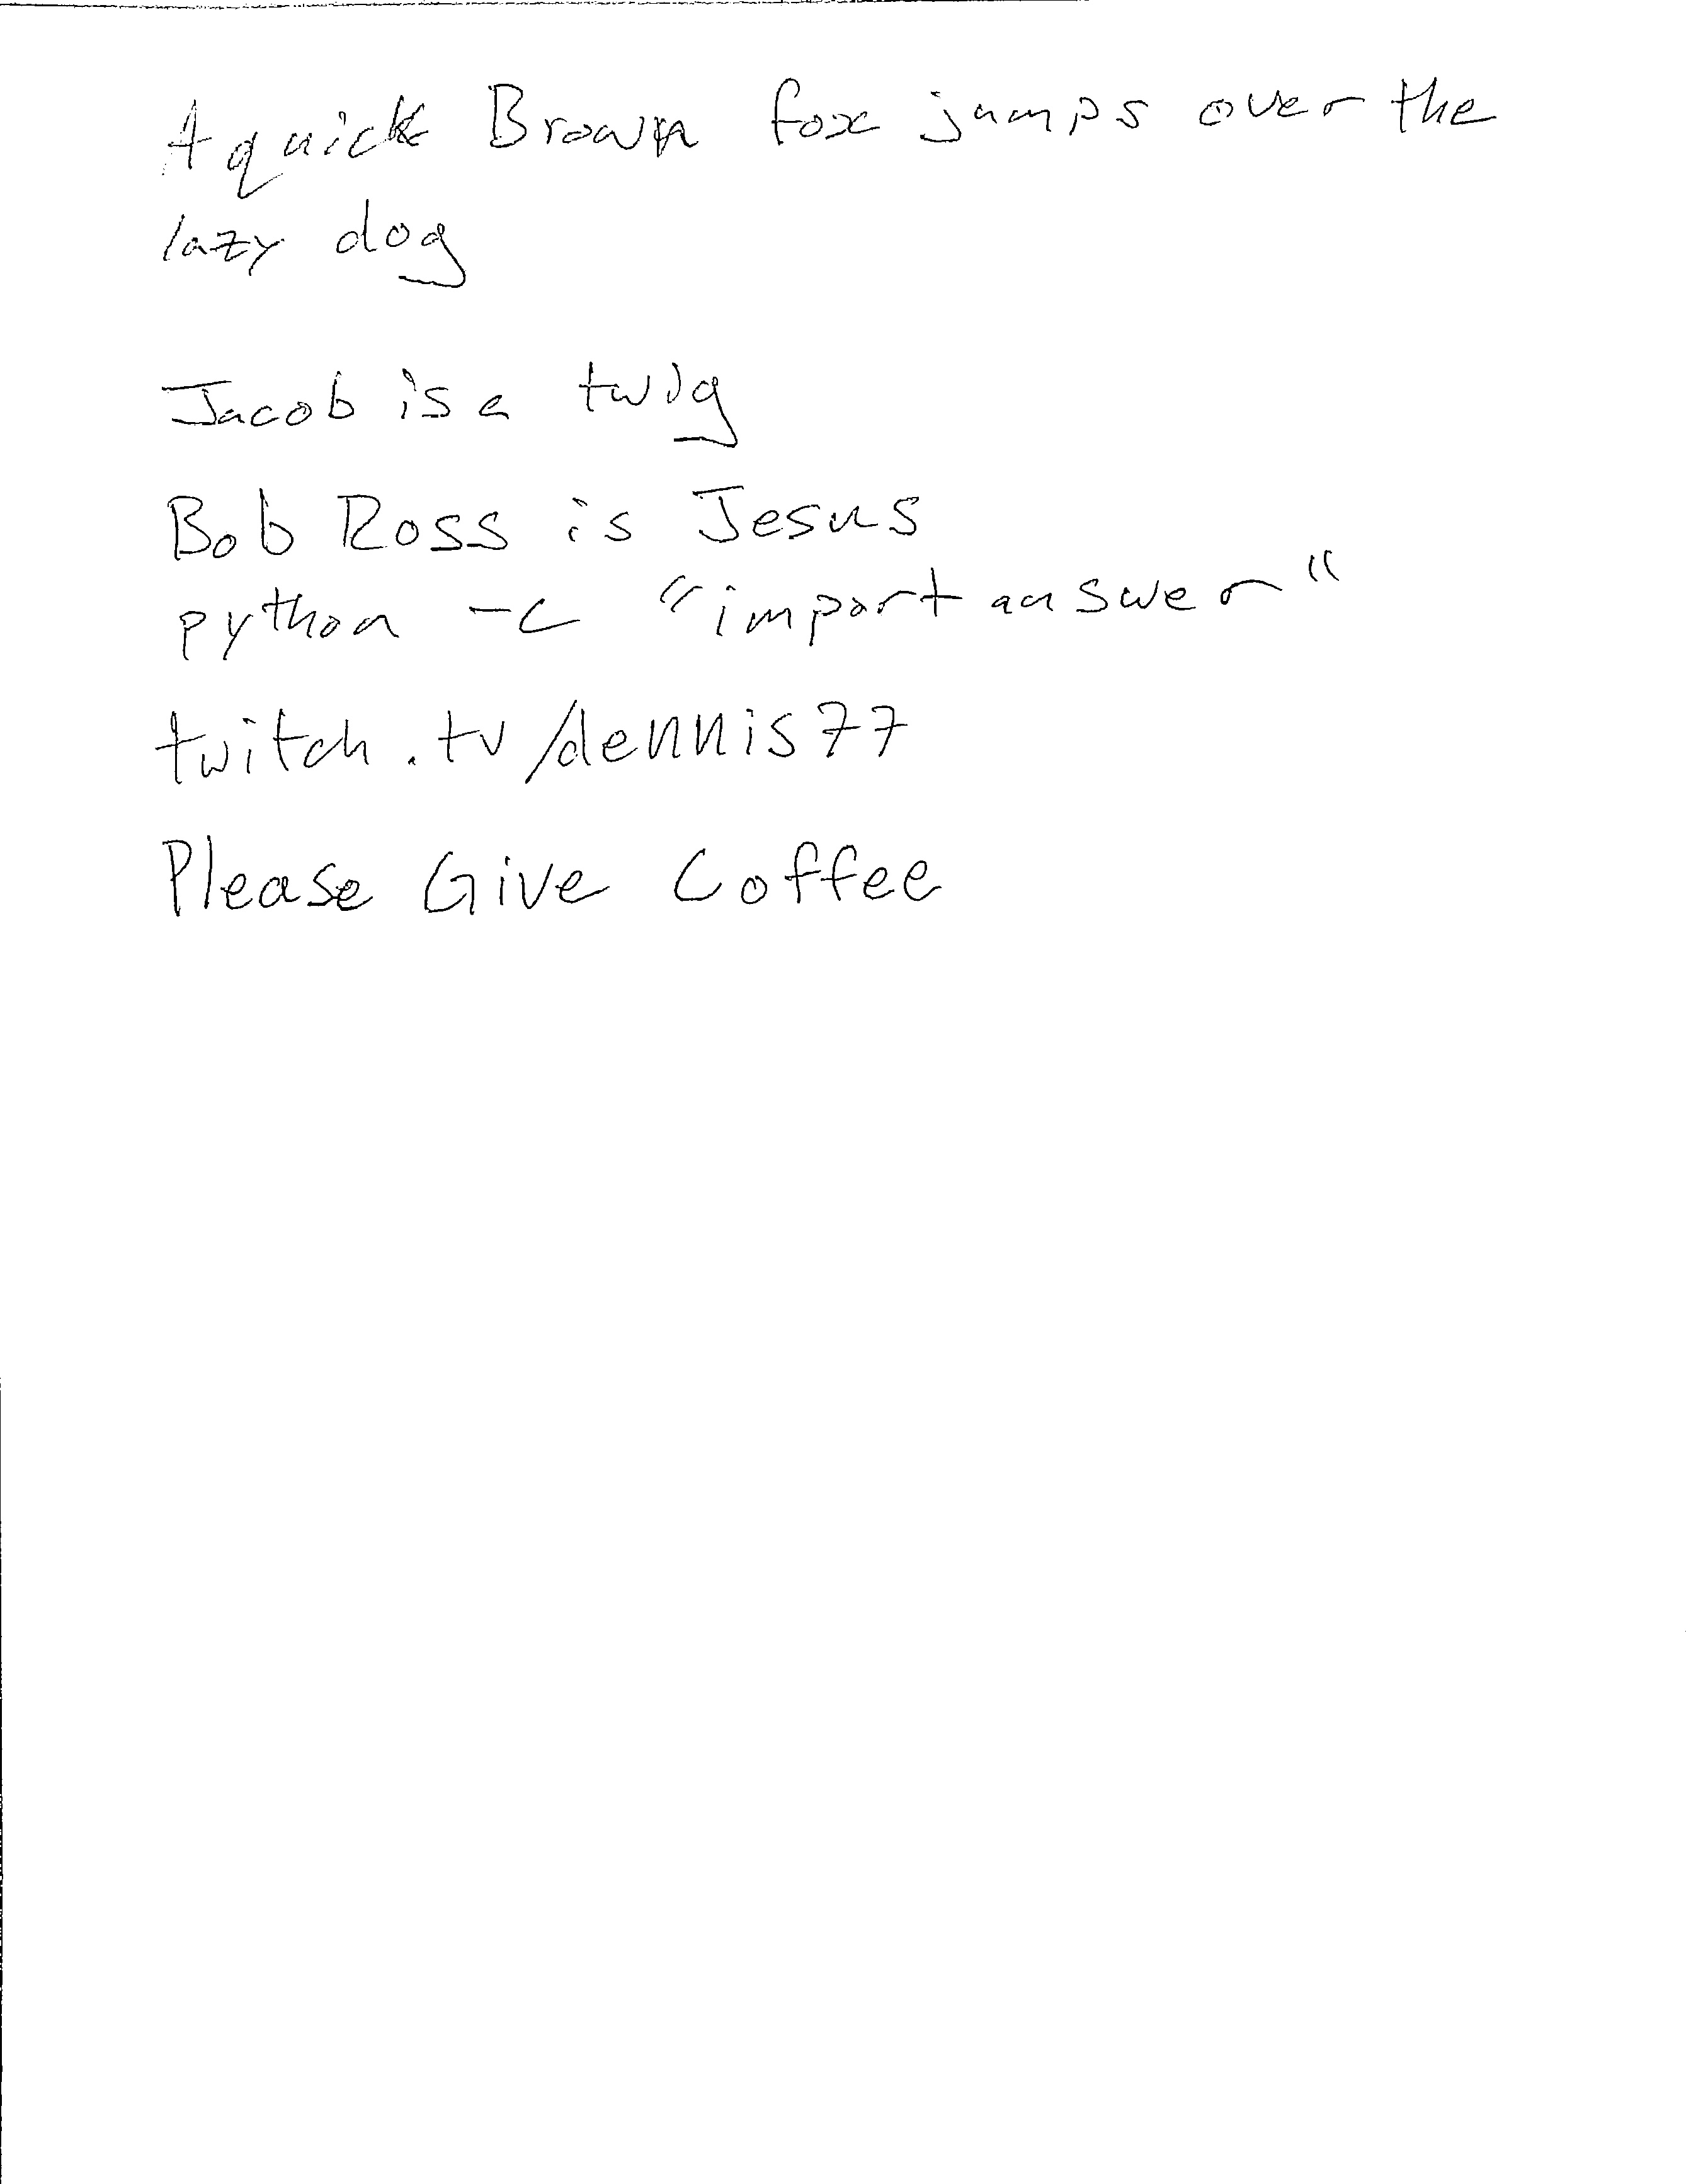 A quick Brown fox jumps over the
lazy dog
Jacob is a twig
Bob Ross is Jesus
python -c "import answer"
twitch.tv/dennis77
Please Give Coffee